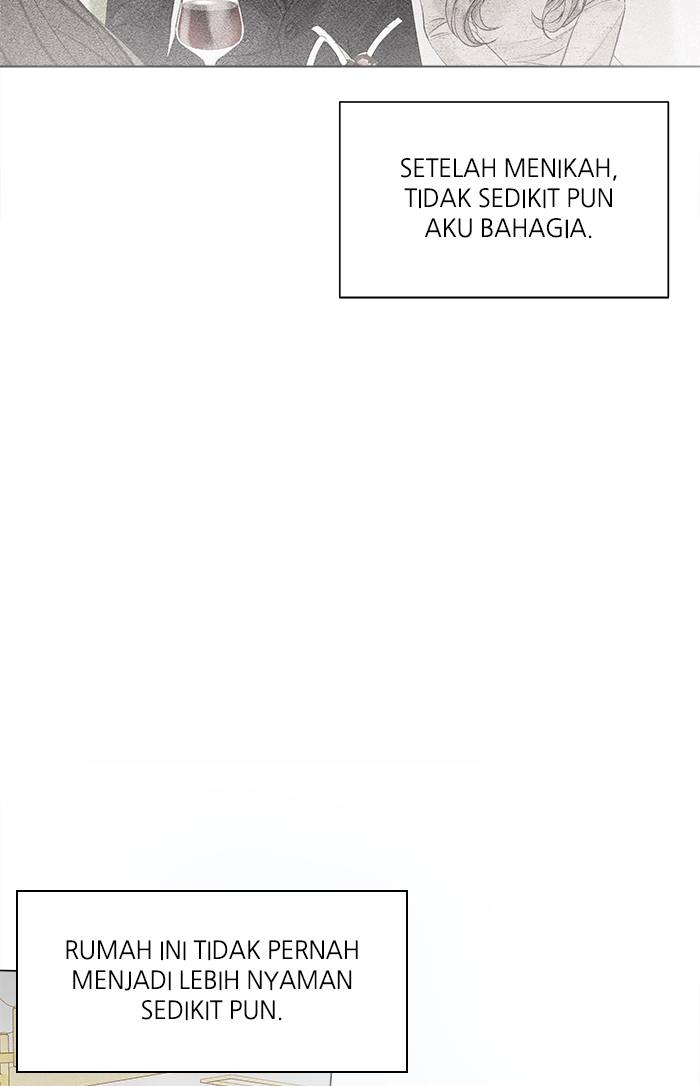 SETELAH MENIKAH,
TIDAK SEDIKIT PUN
AKU BAHAGIA.
RUMAH INI TIDAK PERNAH
MENJADI LEBIH NYAMAN
SEDIKIT PUN.